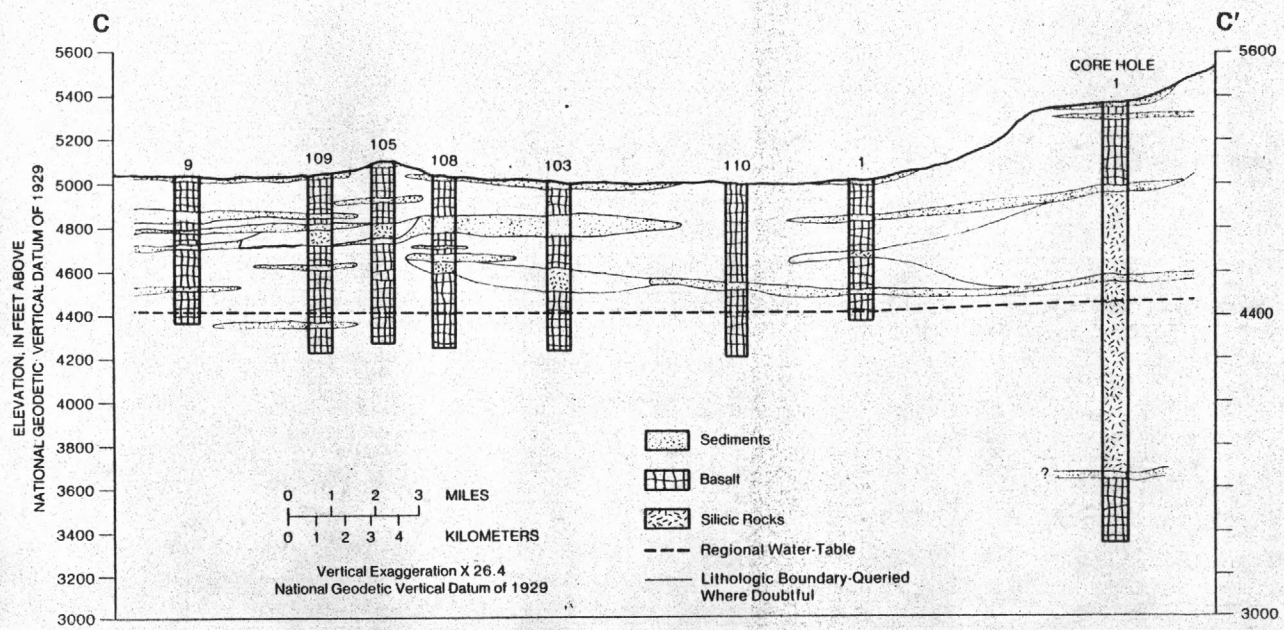 C
C'
5600
5400
5200
5000
4800
4600
4400
4200
4000
3800
3600
3400
3200
3000
ELEVATION, IN FEET ABOVE
NATIONAL GEODETIC VERTICAL DATUM OF 1929
9
109
105
108
103
110
1
CORE HOLE
1
5600
4400
3000
?
0 1 2 3 MILES
0 1 2 3 4 KILOMETERS
Vertical Exaggeration X 26.4
National Geodetic Vertical Datum of 1929
Sediments
Basalt
Silicic Rocks
Regional Water-Table
Lithologic Boundary-Queried
Where Doubtful